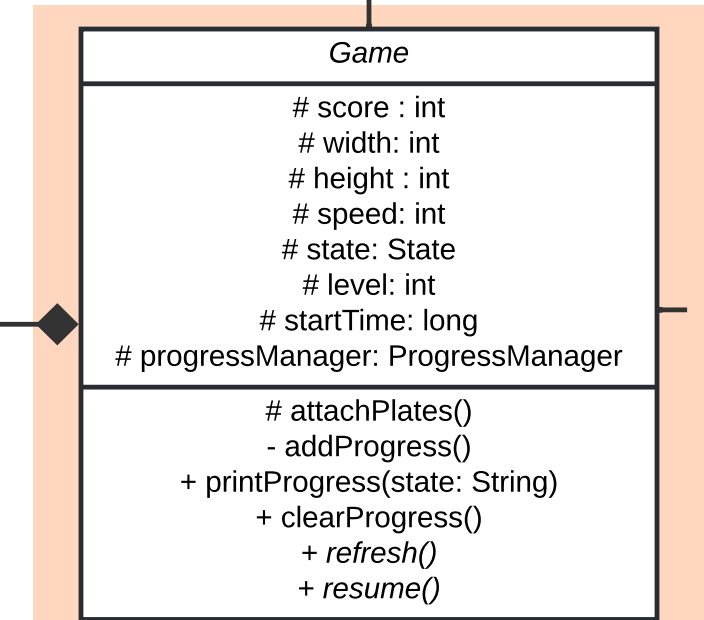 Game
# score : int
# width: int
# height : int
# speed: int
# state: State
# level: int
# startTime: long
# progressManager: ProgressManager
# attachPlates()
- addProgress()
+ printProgress(state: String)
+ clearProgress()
+ refresh()
+ resume()